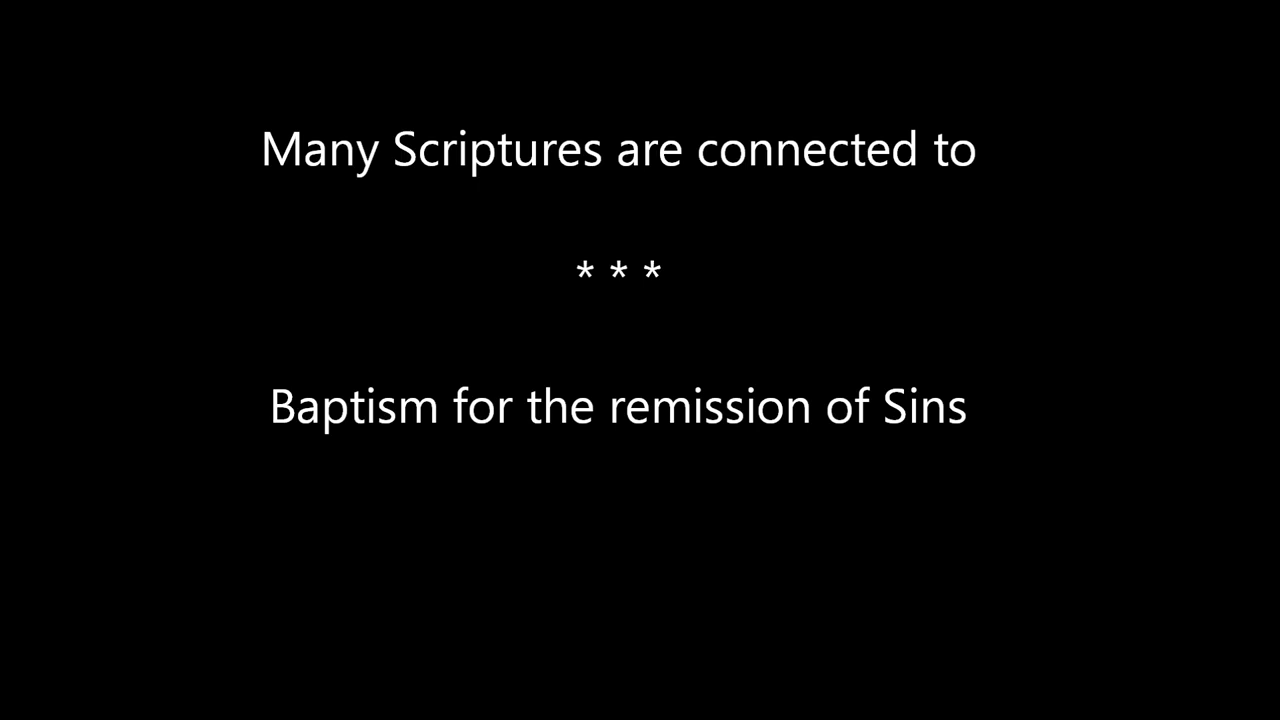 Many Scriptures are connected to
* * *
Baptism for the remission of Sins